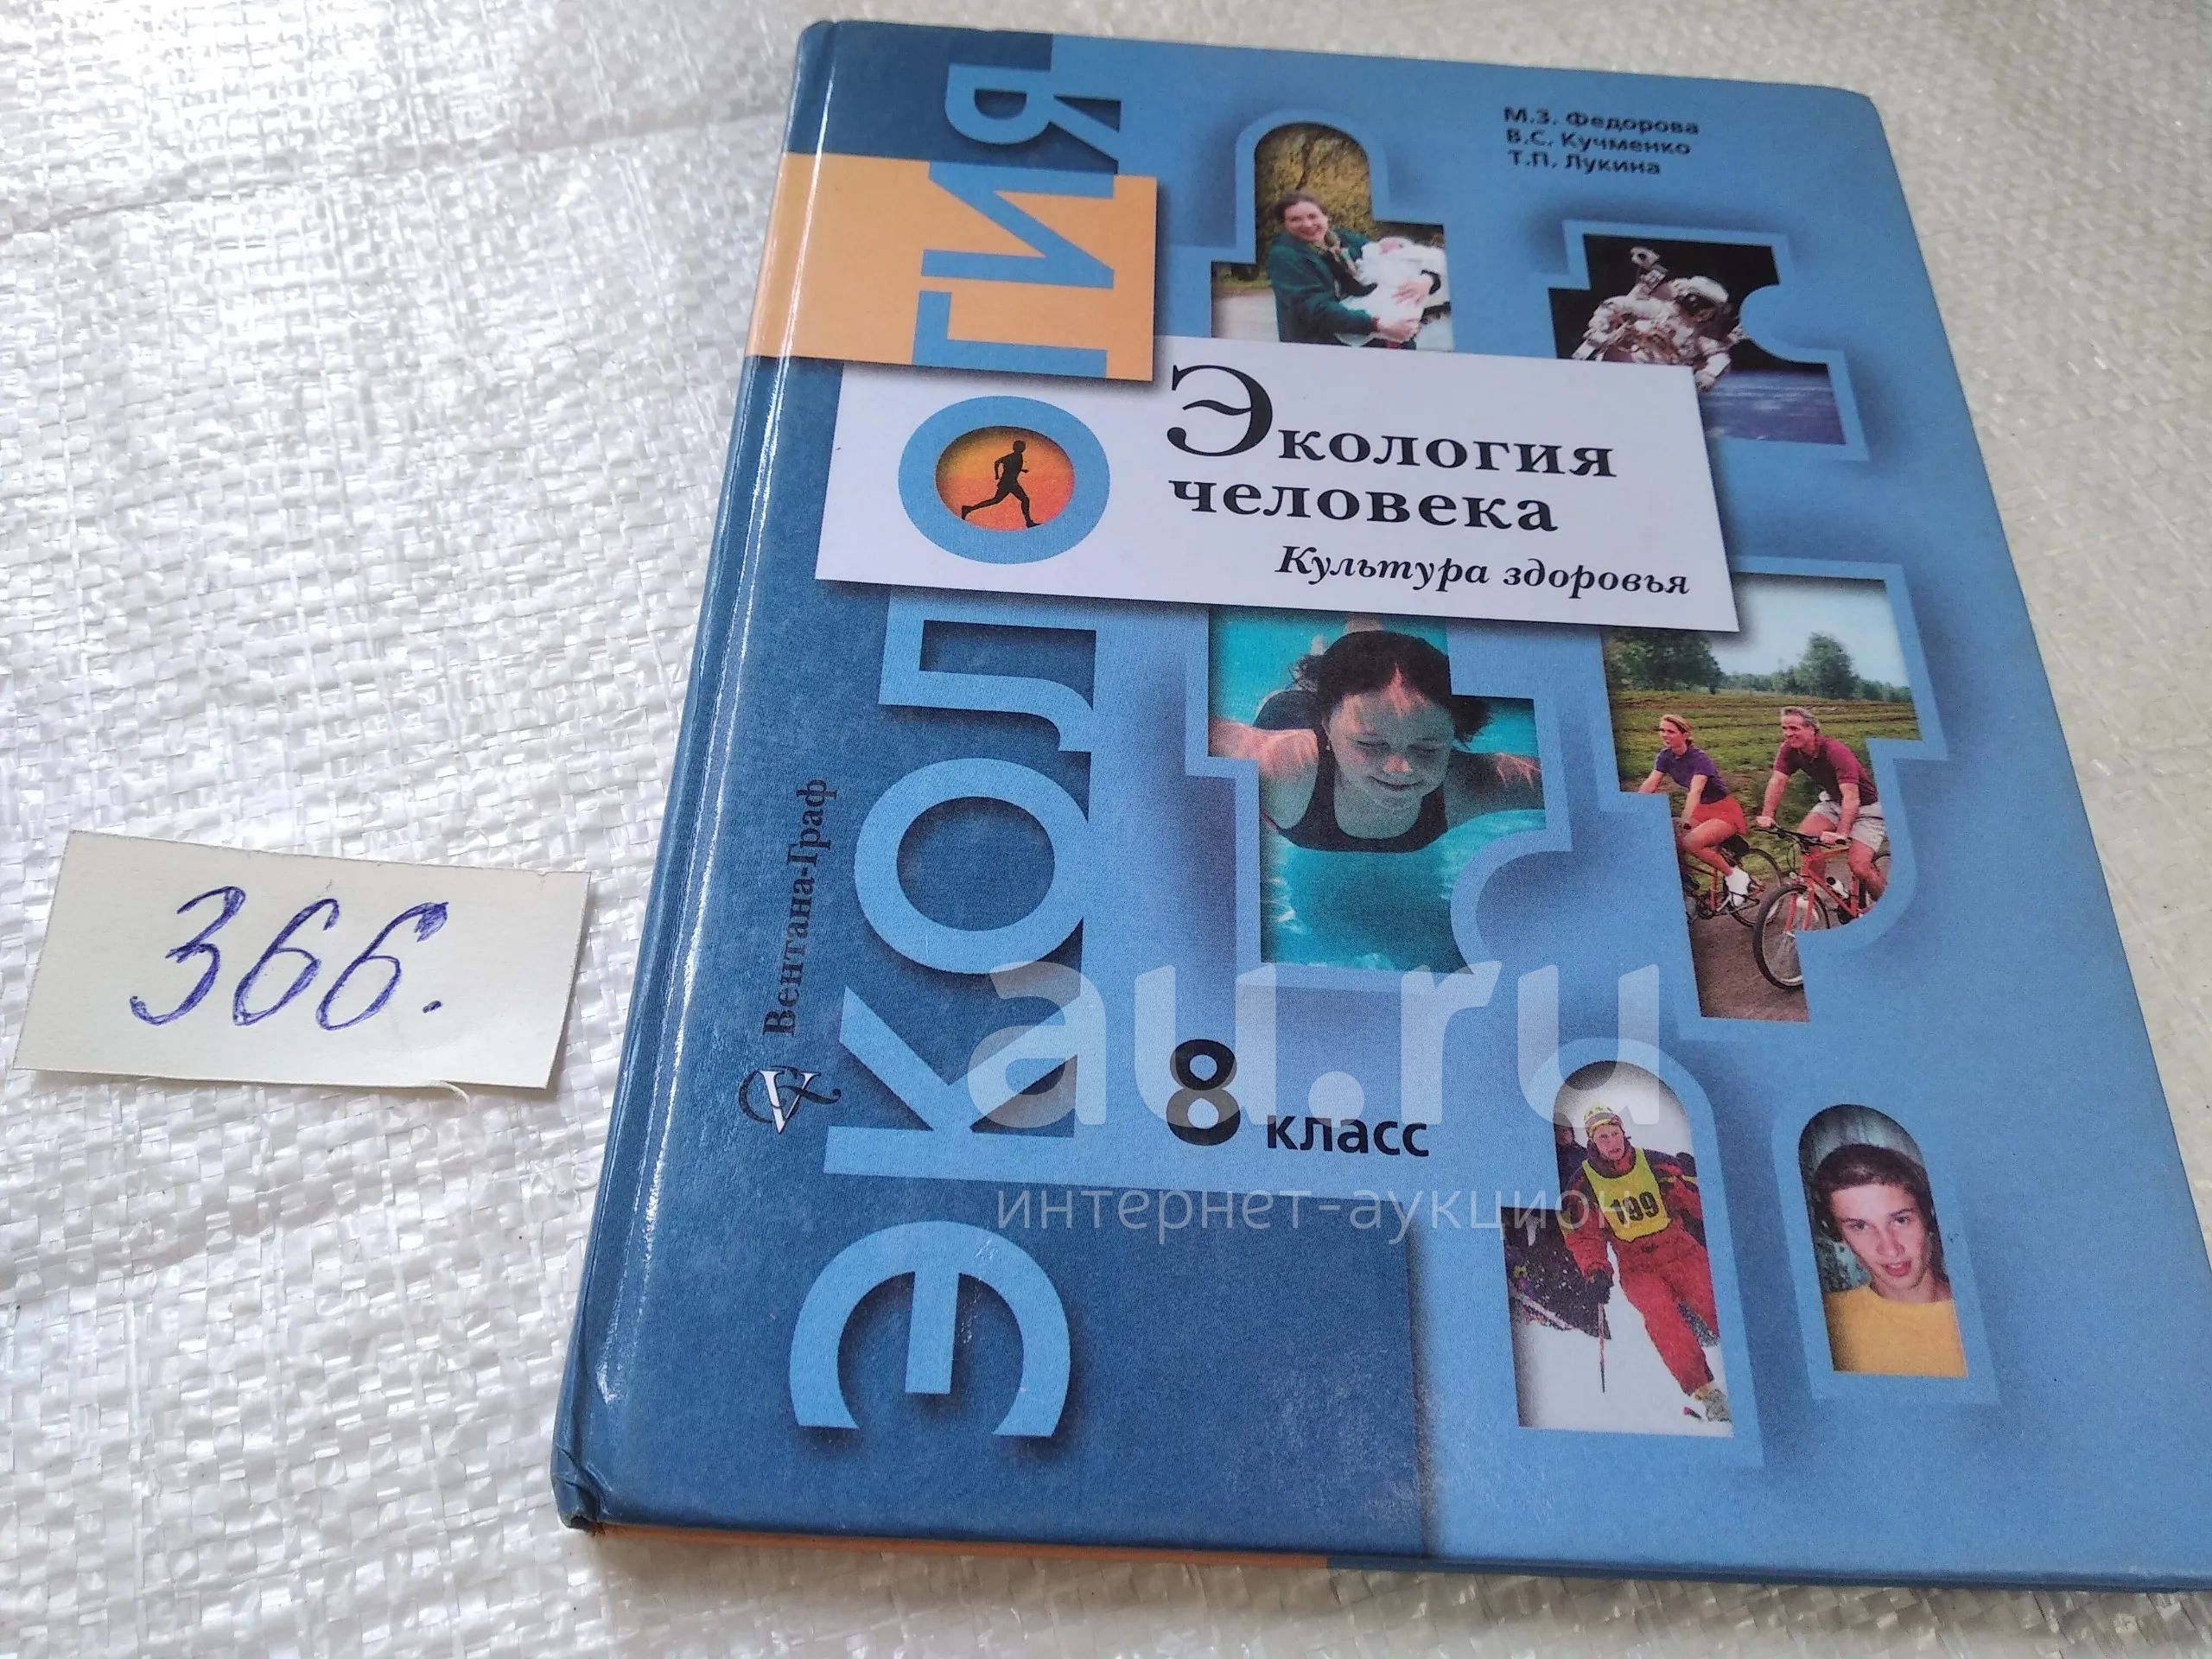 М.З. Федорова
В.С. Кучменко
Т.П. Лукина
ЭКОЛОГИЯ
Экология
человека
Культура здоровья
Вентана-Граф
V
366.
8 класс
199
au.ru
интернет-аукцион